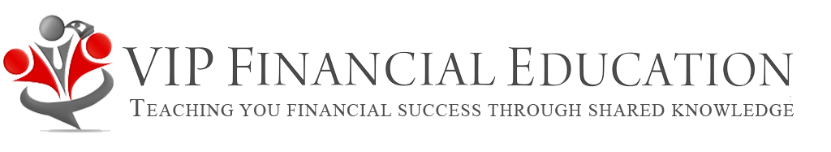 VIP Financial Education
Teaching you financial success through shared knowledge